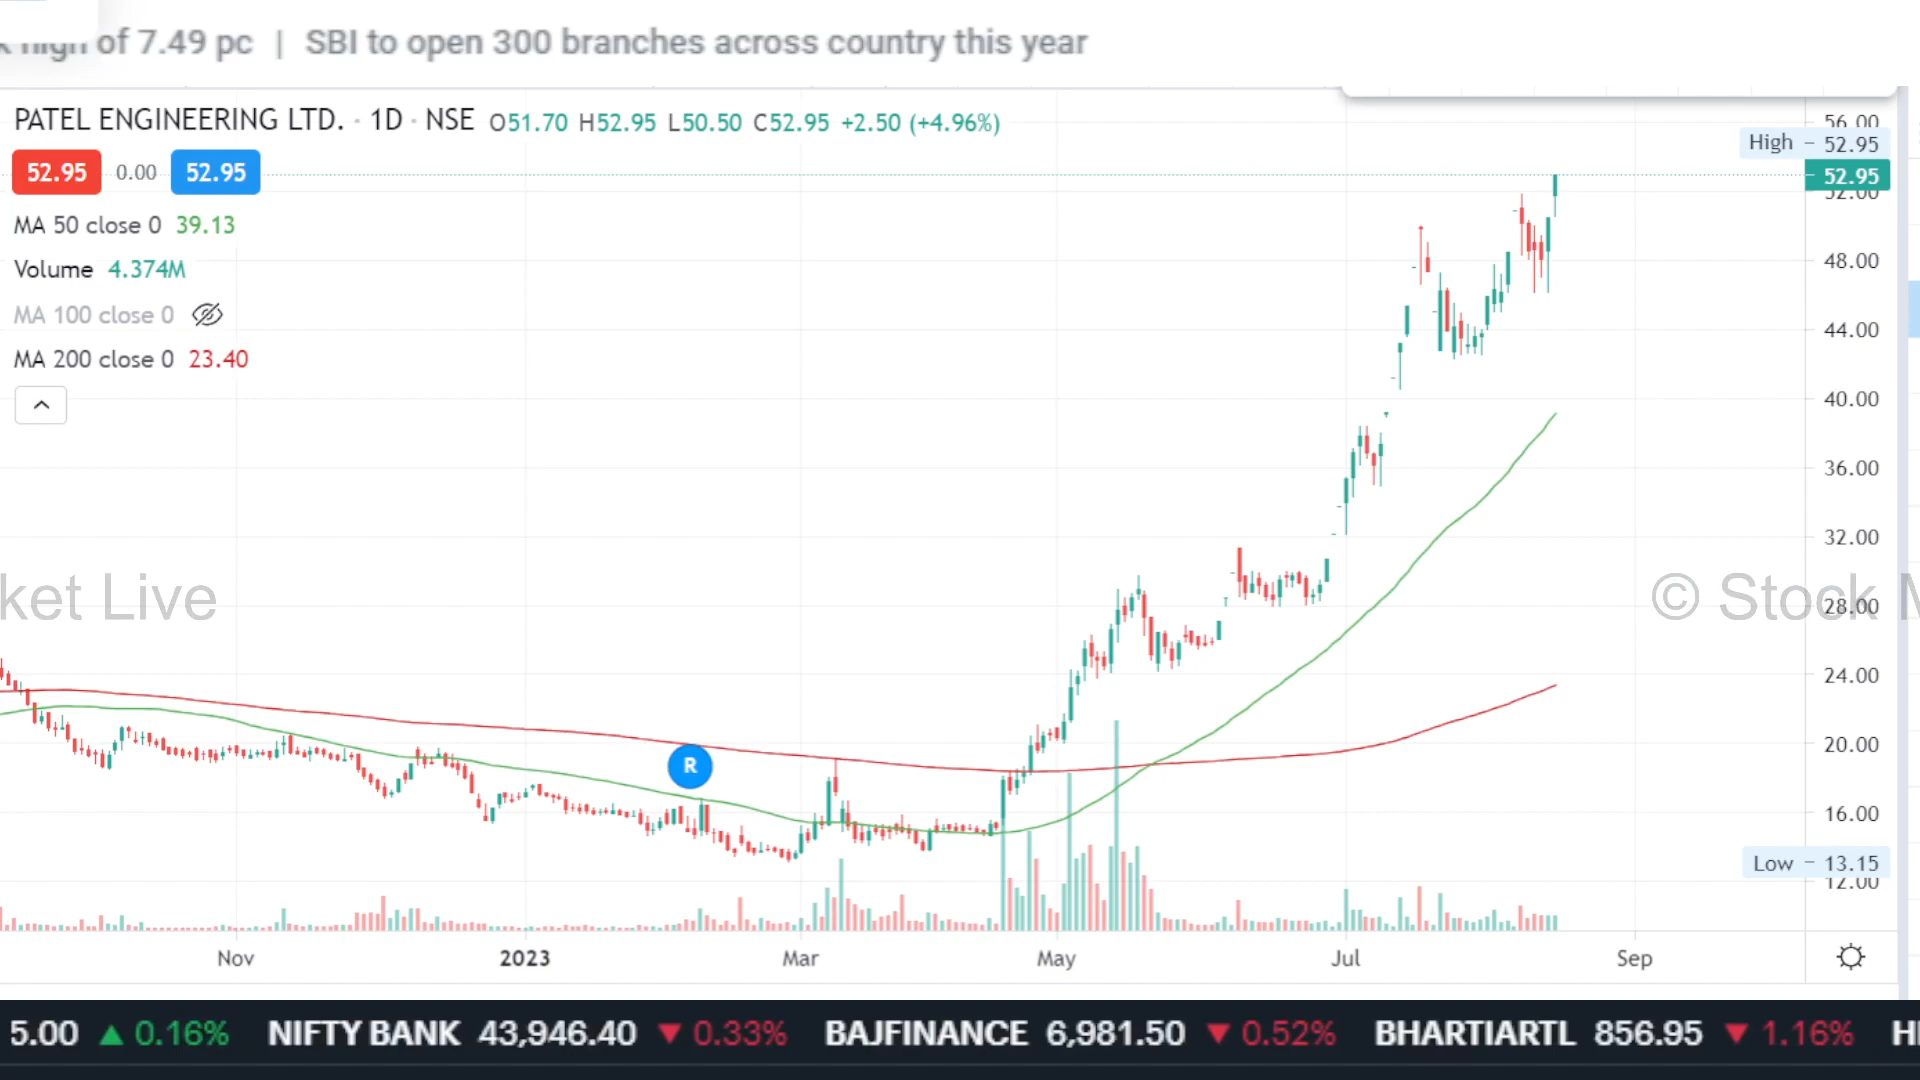 high of 7.49 pc | SBI to open 300 branches across country this year
PATEL ENGINEERING LTD. · 1D · NSE O51.70 H52.95 L50.50 C52.95 +2.50 (+4.96%)
52.95 0.00 52.95
MA 50 close 0 39.13
Volume 4.374M
MA 100 close 0
MA 200 close 0 23.40
56.00
High 52.95
52.95
52.00
48.00
44.00
40.00
36.00
32.00
ket Live
© Stock M
28.00
24.00
20.00
R
16.00
Low 13.15
12.00
Nov 2023 Mar May Jul Sep
5.00 ▲ 0.16% NIFTY BANK 43,946.40 ▼ 0.33% BAJFINANCE 6,981.50 ▼ 0.52% BHARTIARTL 856.95 ▼ 1.16%